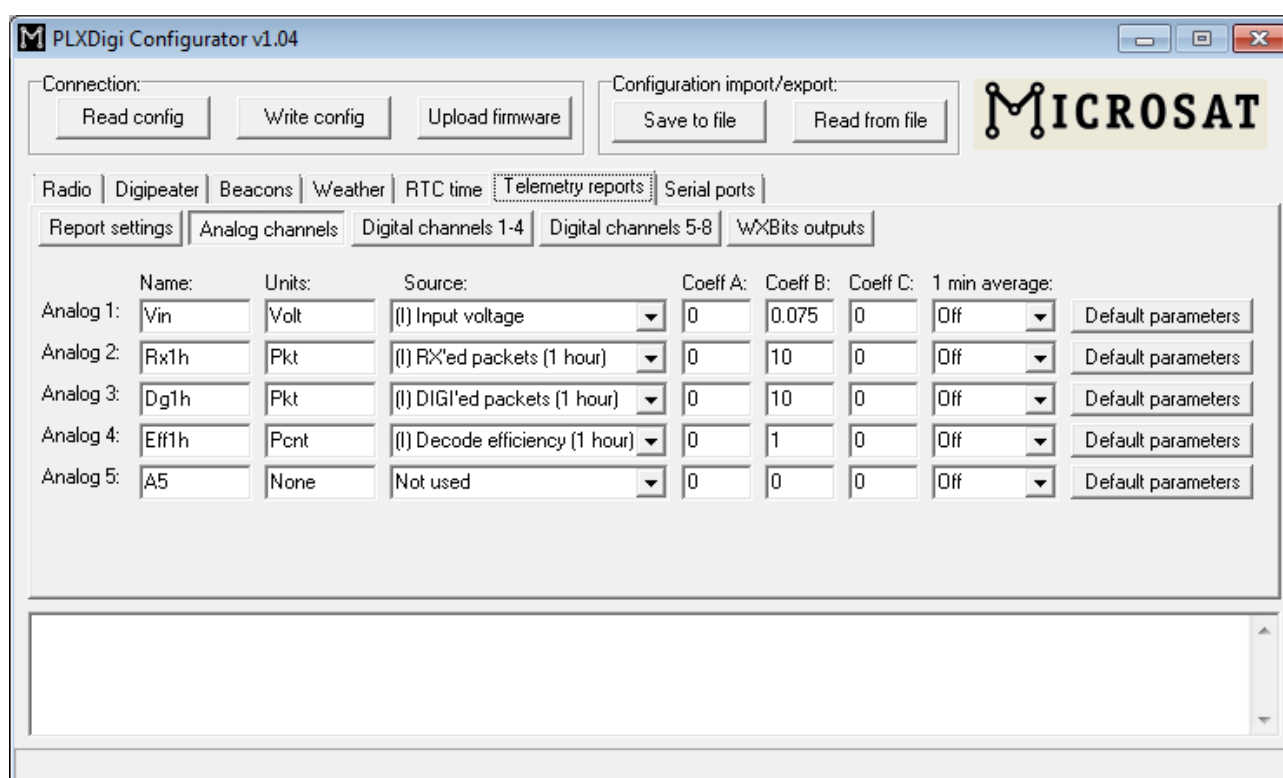 PLXDigi Configurator v1.04
Connection: Configuration import/export:
Read config Write config Upload firmware Save to file Read from file MICROSAT
Radio Digipeater Beacons Weather RTC time Telemetry reports Serial ports
Report settings Analog channels Digital channels 1-4 Digital channels 5-8 WXBits outputs
Name: Units: Source: Coeff A: Coeff B: Coeff C: 1 min average:
Analog 1: Vin Volt (I) Input voltage 0 0.075 0 Off Default parameters
Analog 2: Rx1h Pkt (I) RX'ed packets (1 hour) 0 10 0 Off Default parameters
Analog 3: Dg1h Pkt (I) DIGI'ed packets (1 hour) 0 10 0 Off Default parameters
Analog 4: Eff1h Pcnt (I) Decode efficiency (1 hour) 0 1 0 Off Default parameters
Analog 5: A5 None Not used 0 0 0 Off Default parameters